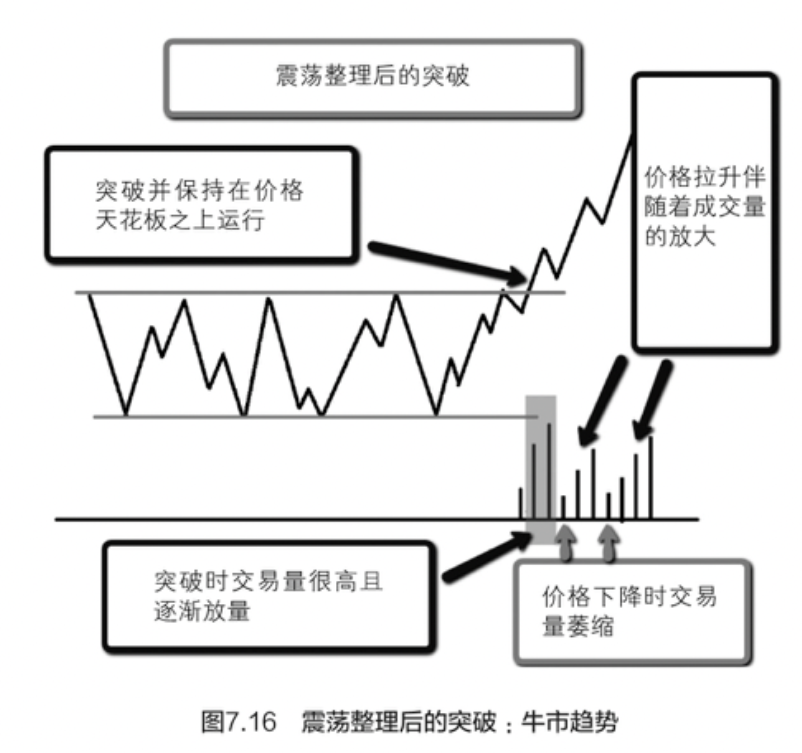 震荡整理后的突破
突破并保持在价格
天花板之上运行
价格拉升伴
随着成交量
的放大
突破时交易量很高且
逐渐放量
价格下降时交易
量萎缩
图7.16 震荡整理后的突破：牛市趋势